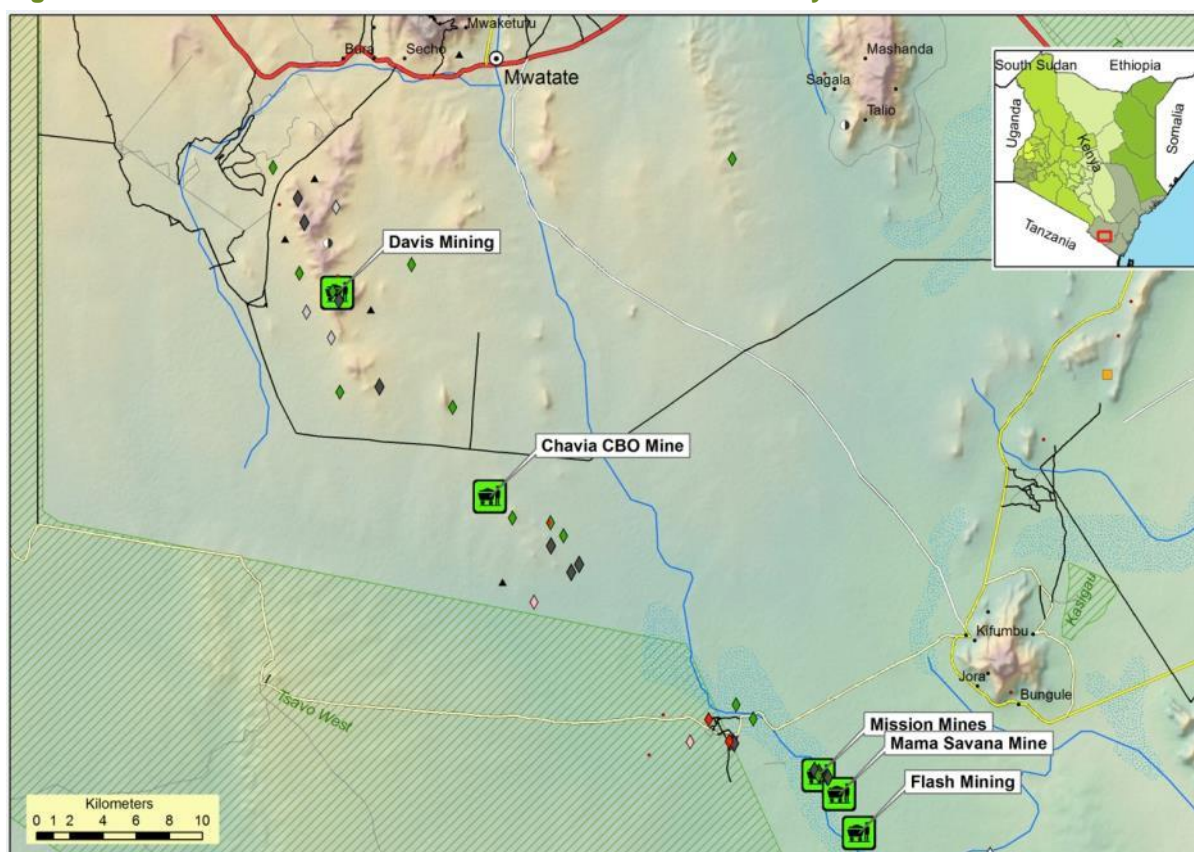 Mwaketutu
Bura
Secho
Mwatate
Mashanda
Sagala
Talio
South Sudan
Ethiopia
Uganda
Kenya
Somalia
Tanzania
Davis Mining
Chavia CBO Mine
Kasigau
Kifumbu
Jora
Bungule
Tsavo West
Mission Mines
Mama Savana Mine
Flash Mining
Kilometers
0 1 2 4 6 8 10